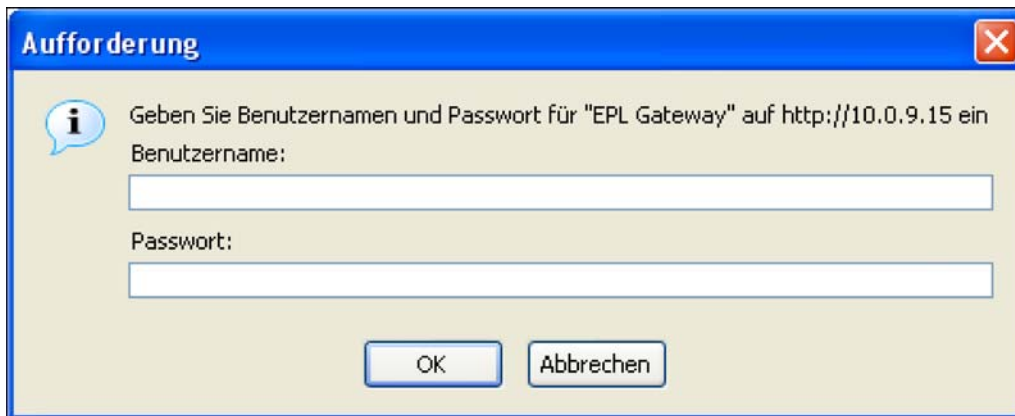 Aufforderung
Geben Sie Benutzernamen und Passwort für "EPL Gateway" auf http://10.0.9.15 ein
Benutzername:
Passwort:
OK
Abbrechen